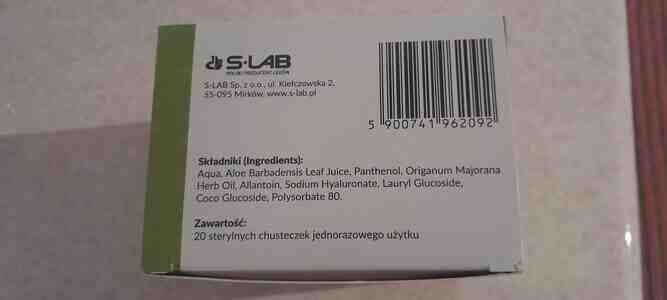 S-LAB
POLSKI PRODUCENT LEKÓW
S-LAB Sp. z o.o., ul. Kiełczowska 2,
55-095 Mirków, www.s-lab.pl
5 900741 962092
Składniki (Ingredients):
Aqua, Aloe Barbadensis Leaf Juice, Panthenol, Origanum Majorana
Herb Oil, Allantoin, Sodium Hyaluronate, Lauryl Glucoside,
Coco Glucoside, Polysorbate 80.
Zawartość:
20 sterylnych chusteczek jednorazowego użytku